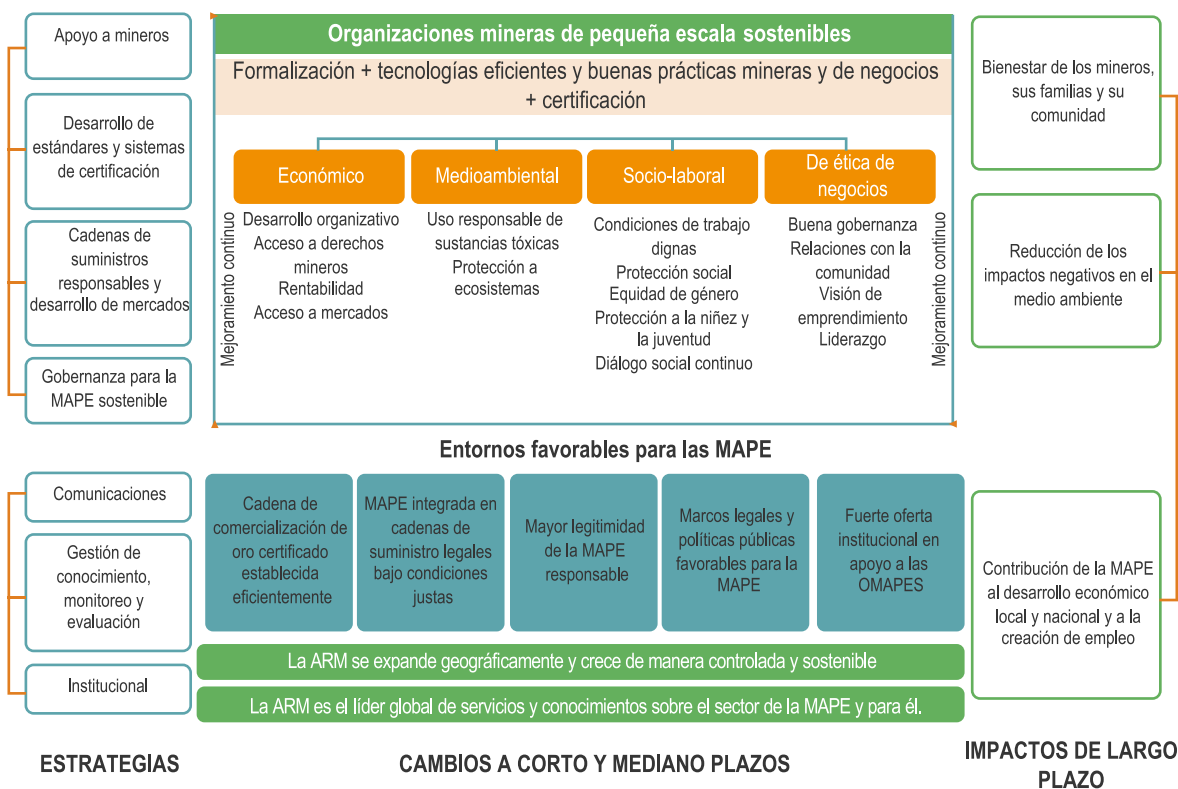 Apoyo a mineros
Desarrollo de
estándares y sistemas
de certificación
Cadenas de
suministros
responsables y
desarrollo de mercados
Gobernanza para la
MAPE sostenible
Comunicaciones
Gestión de
conocimiento,
monitoreo y
evaluación
Institucional
ESTRATEGIAS
Organizaciones mineras de pequeña escala sostenibles
Formalización + tecnologías eficientes y buenas prácticas mineras y de negocios
+ certificación
Mejoramiento continuo
Económico
Desarrollo organizativo
Acceso a derechos
mineros
Rentabilidad
Acceso a mercados
Medioambiental
Uso responsable de
sustancias tóxicas
Protección a
ecosistemas
Socio-laboral
Condiciones de trabajo
dignas
Protección social
Equidad de género
Protección a la niñez y
la juventud
Diálogo social continuo
De ética de
negocios
Buena gobernanza
Relaciones con la
comunidad
Visión de
emprendimiento
Liderazgo
Mejoramiento continuo
Entornos favorables para las MAPE
Cadena de
comercialización de
oro certificado
establecida
eficientemente
MAPE integrada en
cadenas de
suministro legales
bajo condiciones
justas
Mayor legitimidad
de la MAPE
responsable
Marcos legales y
políticas públicas
favorables para la
MAPE
Fuerte oferta
institucional en
apoyo a las
OMAPES
La ARM se expande geográficamente y crece de manera controlada y sostenible
La ARM es el líder global de servicios y conocimientos sobre el sector de la MAPE y para él.
CAMBIOS A CORTO Y MEDIANO PLAZOS
Bienestar de los mineros,
sus familias y su
comunidad
Reducción de los
impactos negativos en el
medio ambiente
Contribución de la MAPE
al desarrollo económico
local y nacional y a la
creación de empleo
IMPACTOS DE LARGO
PLAZO